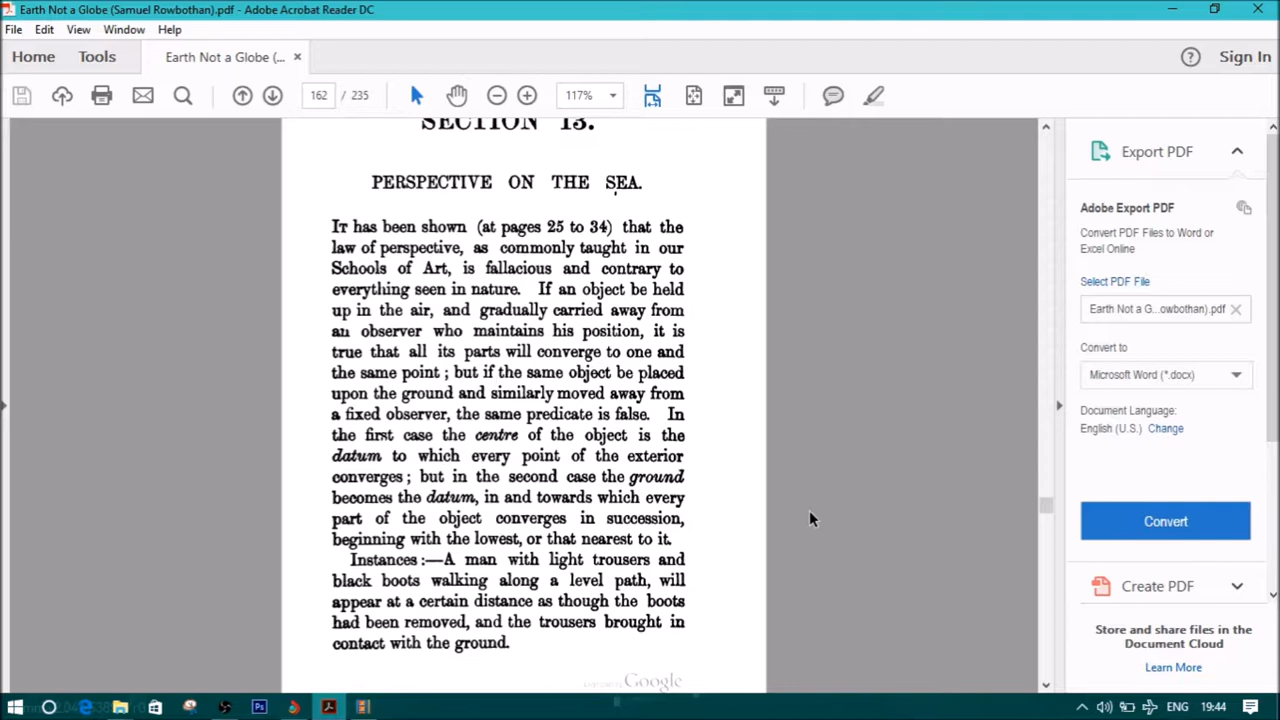 Earth Not a Globe (Samuel Rowbothan).pdf - Adobe Acrobat Reader DC
File Edit View Window Help
Home Tools Earth Not a Globe (... × Sign In
162 / 235 117%
SECTION 13.
PERSPECTIVE ON THE SEA.
IT has been shown (at pages 25 to 34) that the
law of perspective, as commonly taught in our
Schools of Art, is fallacious and contrary to
everything seen in nature. If an object be held
up in the air, and gradually carried away from
an observer who maintains his position, it is
true that all its parts will converge to one and
the same point ; but if the same object be placed
upon the ground and similarly moved away from
a fixed observer, the same predicate is false. In
the first case the centre of the object is the
datum to which every point of the exterior
converges ; but in the second case the ground
becomes the datum, in and towards which every
part of the object converges in succession,
beginning with the lowest, or that nearest to it.
Instances :—A man with light trousers and
black boots walking along a level path, will
appear at a certain distance as though the boots
had been removed, and the trousers brought in
contact with the ground.
Google
Export PDF
Adobe Export PDF
Convert PDF Files to Word or
Excel Online
Select PDF File
Earth Not a G...owbothan).pdf ×
Convert to
Microsoft Word (*.docx)
Document Language:
English (U.S.) Change
Convert
Create PDF
Store and share files in the
Document Cloud
Learn More
ENG 19:44